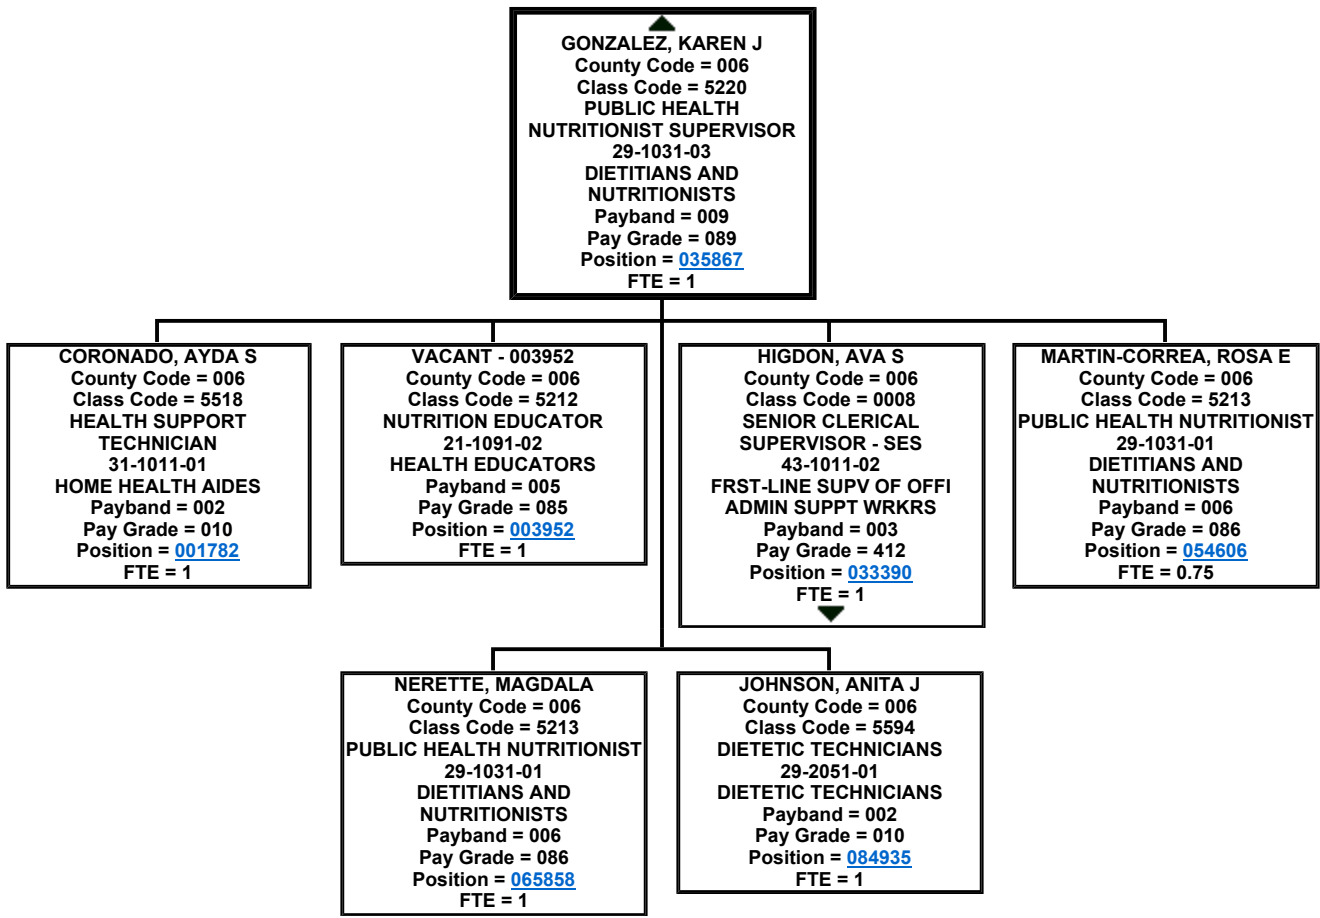 GONZALEZ, KAREN J
County Code = 006
Class Code = 5220
PUBLIC HEALTH
NUTRITIONIST SUPERVISOR
29-1031-03
DIETITIANS AND
NUTRITIONISTS
Payband = 009
Pay Grade = 089
Position = 035867
FTE = 1
CORONADO, AYDA S
County Code = 006
Class Code = 5518
HEALTH SUPPORT
TECHNICIAN
31-1011-01
HOME HEALTH AIDES
Payband = 002
Pay Grade = 010
Position = 001782
FTE = 1
VACANT - 003952
County Code = 006
Class Code = 5212
NUTRITION EDUCATOR
21-1091-02
HEALTH EDUCATORS
Payband = 005
Pay Grade = 085
Position = 003952
FTE = 1
HIGDON, AVA S
County Code = 006
Class Code = 0008
SENIOR CLERICAL
SUPERVISOR - SES
43-1011-02
FRST-LINE SUPV OF OFFI
ADMIN SUPPT WRKRS
Payband = 003
Pay Grade = 412
Position = 033390
FTE = 1
MARTIN-CORREA, ROSA E
County Code = 006
Class Code = 5213
PUBLIC HEALTH NUTRITIONIST
29-1031-01
DIETITIANS AND
NUTRITIONISTS
Payband = 006
Pay Grade = 086
Position = 054606
FTE = 0.75
NERETTE, MAGDALA
County Code = 006
Class Code = 5213
PUBLIC HEALTH NUTRITIONIST
29-1031-01
DIETITIANS AND
NUTRITIONISTS
Payband = 006
Pay Grade = 086
Position = 065858
FTE = 1
JOHNSON, ANITA J
County Code = 006
Class Code = 5594
DIETETIC TECHNICIANS
29-2051-01
DIETETIC TECHNICIANS
Payband = 002
Pay Grade = 010
Position = 084935
FTE = 1